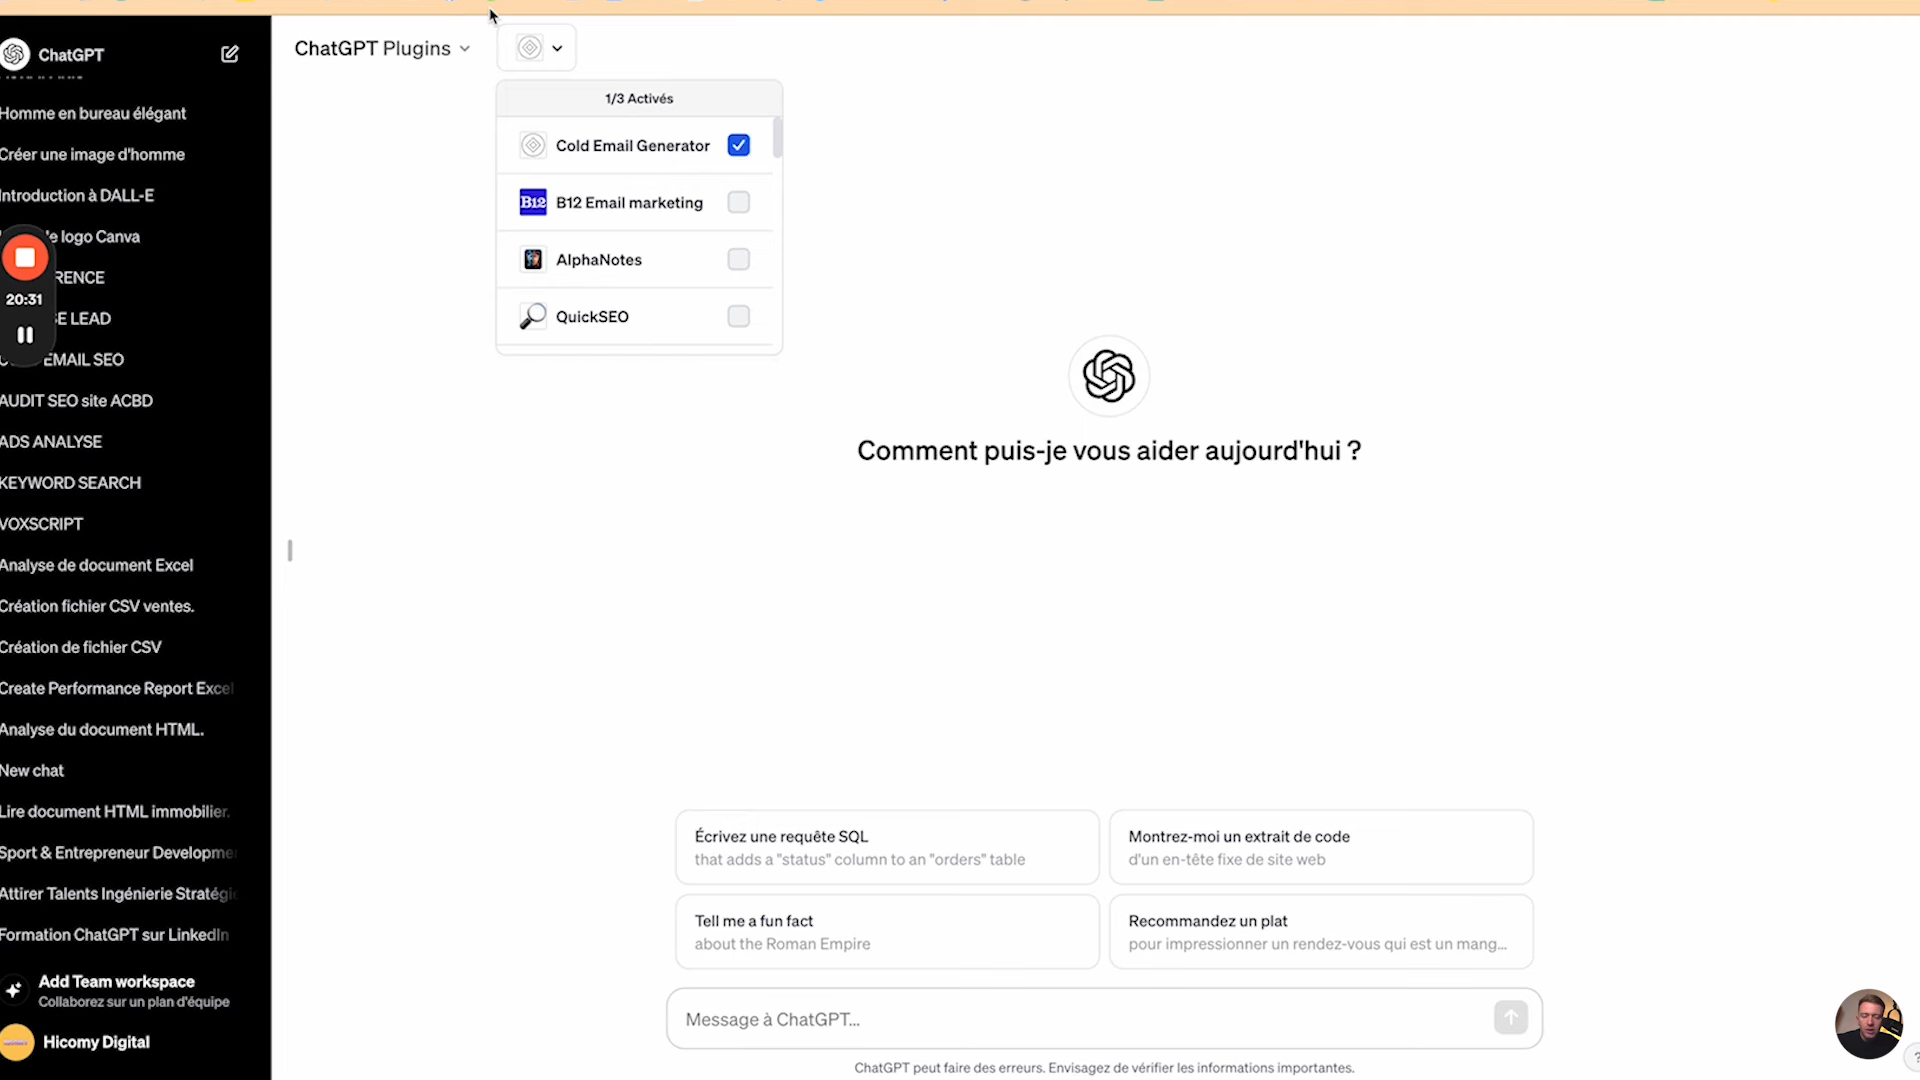 ChatGPT
Homme en bureau élégant
Créer une image d'homme
Introduction à DALL-E
logo Canva
20:31
LEAD
EMAIL SEO
AUDIT SEO site ACBD
ADS ANALYSE
KEYWORD SEARCH
VOXSCRIPT
Analyse de document Excel
Création fichier CSV ventes.
Création de fichier CSV
Create Performance Report Excel
Analyse du document HTML.
New chat
Lire document HTML immobilier.
Sport & Entrepreneur Developme
Attirer Talents Ingénierie Stratégi
Formation ChatGPT sur LinkedIn
Add Team workspace
Collaborez sur un plan d'équipe
Hicomy Digital
ChatGPT Plugins
1/3 Activés
Cold Email Generator
B12 B12 Email marketing
AlphaNotes
QuickSEO
Comment puis-je vous aider aujourd'hui ?
Écrivez une requête SQL
that adds a "status" column to an "orders" table
Montrez-moi un extrait de code
d'un en-tête fixe de site web
Tell me a fun fact
about the Roman Empire
Recommandez un plat
pour impressionner un rendez-vous qui est un mang...
Message à ChatGPT...
ChatGPT peut faire des erreurs. Envisagez de vérifier les informations importantes.
?